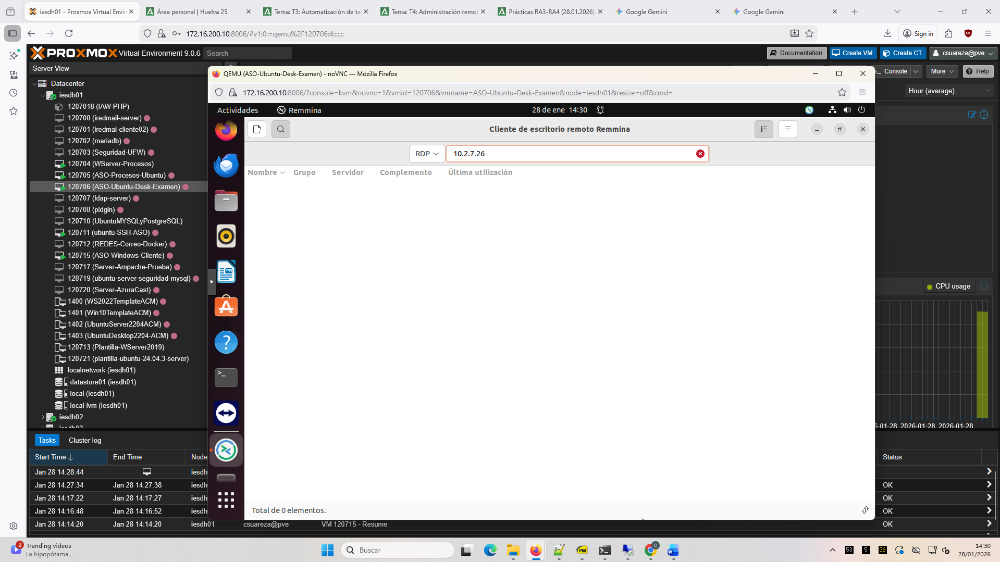 iesdh01 - Proxmox Virtual Envir
Área personal | Huelva 25
Tema: T3: Automatización de ta
Tema: T4: Administración remot
Prácticas RA3-RA4 (28.01.2026)
Google Gemini
Google Gemini
172.16.200.10:8006/#v1:0:=qemu%2F120706:4:::::::
Sign in
PROXMOX Virtual Environment 9.0.6
Search
Documentation
Create VM
Create CT
csuareza@pve
Server View
Console
More
Help
Hour (average)
Datacenter
iesdh01
1207018 (IAW-PHP)
120700 (iredmail-server)
120701 (iredmai-cliente02)
120702 (mariadb)
120703 (Seguridad-UFW)
120704 (WServer-Procesos)
120705 (ASO-Procesos-Ubuntu)
120706 (ASO-Ubuntu-Desk-Examen)
120707 (ldap-server)
120708 (pidgin)
120710 (UbuntuMYSQLyPostgreSQL)
120711 (ubuntu-SSH-ASO)
120712 (REDES-Correo-Docker)
120715 (ASO-Windows-Cliente)
120717 (Server-Ampache-Prueba)
120719 (ubuntu-server-seguridad-mysql)
120720 (Server-AzuraCast)
1400 (WS2022TemplateACM)
1401 (Win10TemplateACM)
1402 (UbuntuServer2204ACM)
1403 (UbuntuDesktop2204-ACM)
120713 (Plantilla-WServer2019)
120721 (plantilla-ubuntu-24.04.3-server)
localnetwork (iesdh01)
datastore01 (iesdh01)
local (iesdh01)
local-lvm (iesdh01)
iesdh02
QEMU (ASO-Ubuntu-Desk-Examen) - noVNC — Mozilla Firefox
172.16.200.10:8006/?console=kvm&novnc=1&vmid=120706&vmname=ASO-Ubuntu-Desk-Examen&node=iesdh01&resize=off&cmd=
Actividades
Remmina
28 de ene 14:30
Cliente de escritorio remoto Remmina
RDP
10.2.7.26
Nombre
Grupo
Servidor
Complemento
Última utilización
Total de 0 elementos.
CPU usage
6-01-28 2026-01-28 2026-01-28
Tasks
Cluster log
Start Time
End Time
Node
Status
Jan 28 14:28:44
iesdh
Jan 28 14:27:34
Jan 28 14:27:38
iesdh
OK
Jan 28 14:17:22
Jan 28 14:17:27
iesdh
OK
Jan 28 14:16:48
Jan 28 14:16:52
iesdh
OK
Jan 28 14:14:20
Jan 28 14:14:20
iesdh01
csuareza@pve
VM 120715 - Resume
OK
2
Trending videos
La hipopótama...
Buscar
PDF
C
53
5
36
14:30
28/01/2026